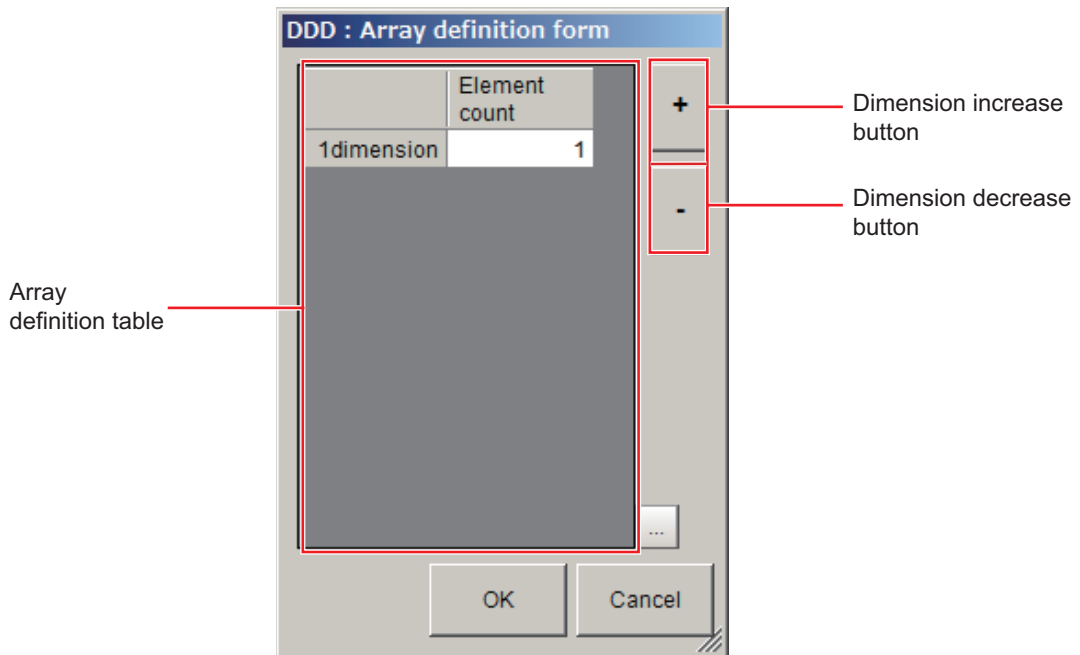 DDD : Array definition form
Element
count
1dimension
1
+
-
...
OK
Cancel
Dimension increase
button
Dimension decrease
button
Array
definition table